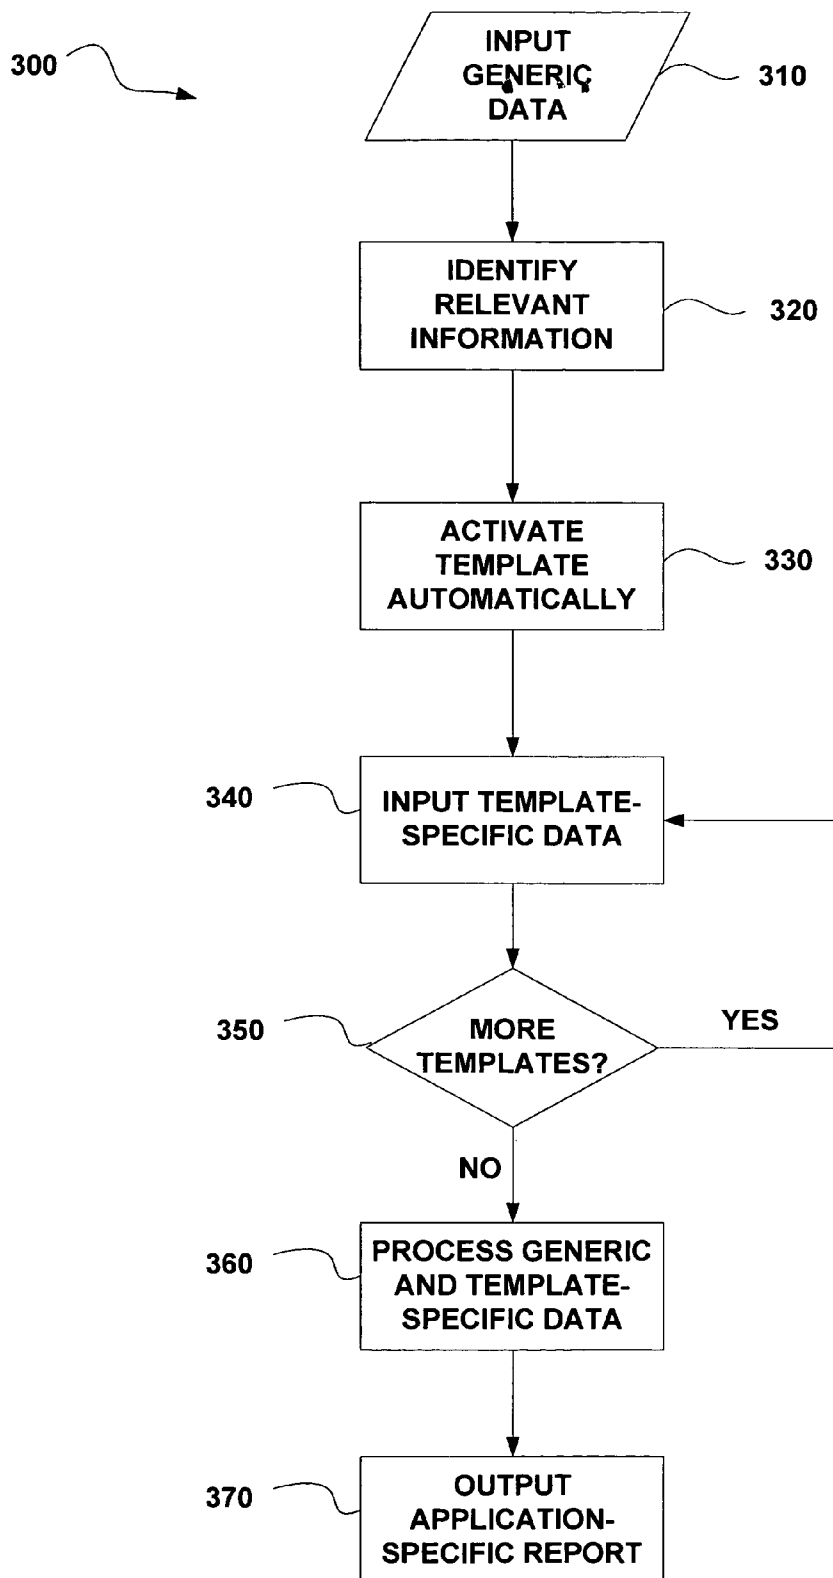 300
INPUT
GENERIC
DATA
310
IDENTIFY
RELEVANT
INFORMATION
320
ACTIVATE
TEMPLATE
AUTOMATICALLY
330
340
INPUT TEMPLATE-
SPECIFIC DATA
350
MORE
TEMPLATES?
YES
NO
360
PROCESS GENERIC
AND TEMPLATE-
SPECIFIC DATA
370
OUTPUT
APPLICATION-
SPECIFIC REPORT